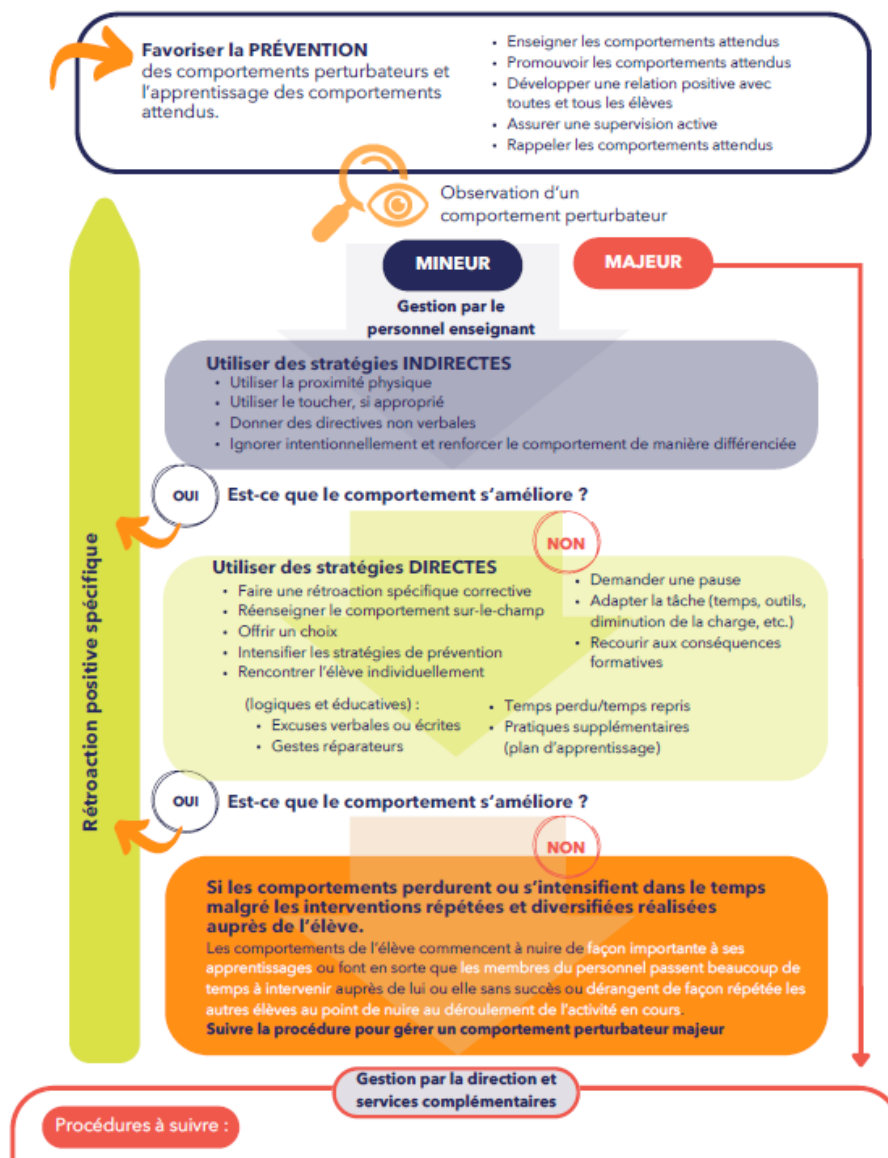 Favoriser la PRÉVENTION
des comportements perturbateurs et
l'apprentissage des comportements
attendus.
• Enseigner les comportements attendus
• Promouvoir les comportements attendus
• Développer une relation positive avec
toutes et tous les élèves
• Assurer une supervision active
• Rappeler les comportements attendus
Observation d'un
comportement perturbateur
MINEUR
MAJEUR
Gestion par le
personnel enseignant
Utiliser des stratégies INDIRECTES
• Utiliser la proximité physique
• Utiliser le toucher, si approprié
• Donner des directives non verbales
• Ignorer intentionnellement et renforcer le comportement de manière différenciée
OUI
Est-ce que le comportement s'améliore ?
NON
Utiliser des stratégies DIRECTES
• Faire une rétroaction spécifique corrective
• Réenseigner le comportement sur-le-champ
• Offrir un choix
• Intensifier les stratégies de prévention
• Rencontrer l'élève individuellement
• Demander une pause
• Adapter la tâche (temps, outils,
diminution de la charge, etc.)
• Recourir aux conséquences
formatives
(logiques et éducatives) :
• Excuses verbales ou écrites
• Gestes réparateurs
• Temps perdu/temps repris
• Pratiques supplémentaires
(plan d'apprentissage)
OUI
Est-ce que le comportement s'améliore ?
NON
Si les comportements perdurent ou s'intensifient dans le temps
malgré les interventions répétées et diversifiées réalisées
auprès de l'élève.
Les comportements de l'élève commencent à nuire de façon importante à ses
apprentissages ou font en sorte que les membres du personnel passent beaucoup de
temps à intervenir auprès de lui ou elle sans succès ou dérangent de façon répétée les
autres élèves au point de nuire au déroulement de l'activité en cours.
Suivre la procédure pour gérer un comportement perturbateur majeur
Rétroaction positive spécifique
Gestion par la direction et
services complémentaires
Procédures à suivre :